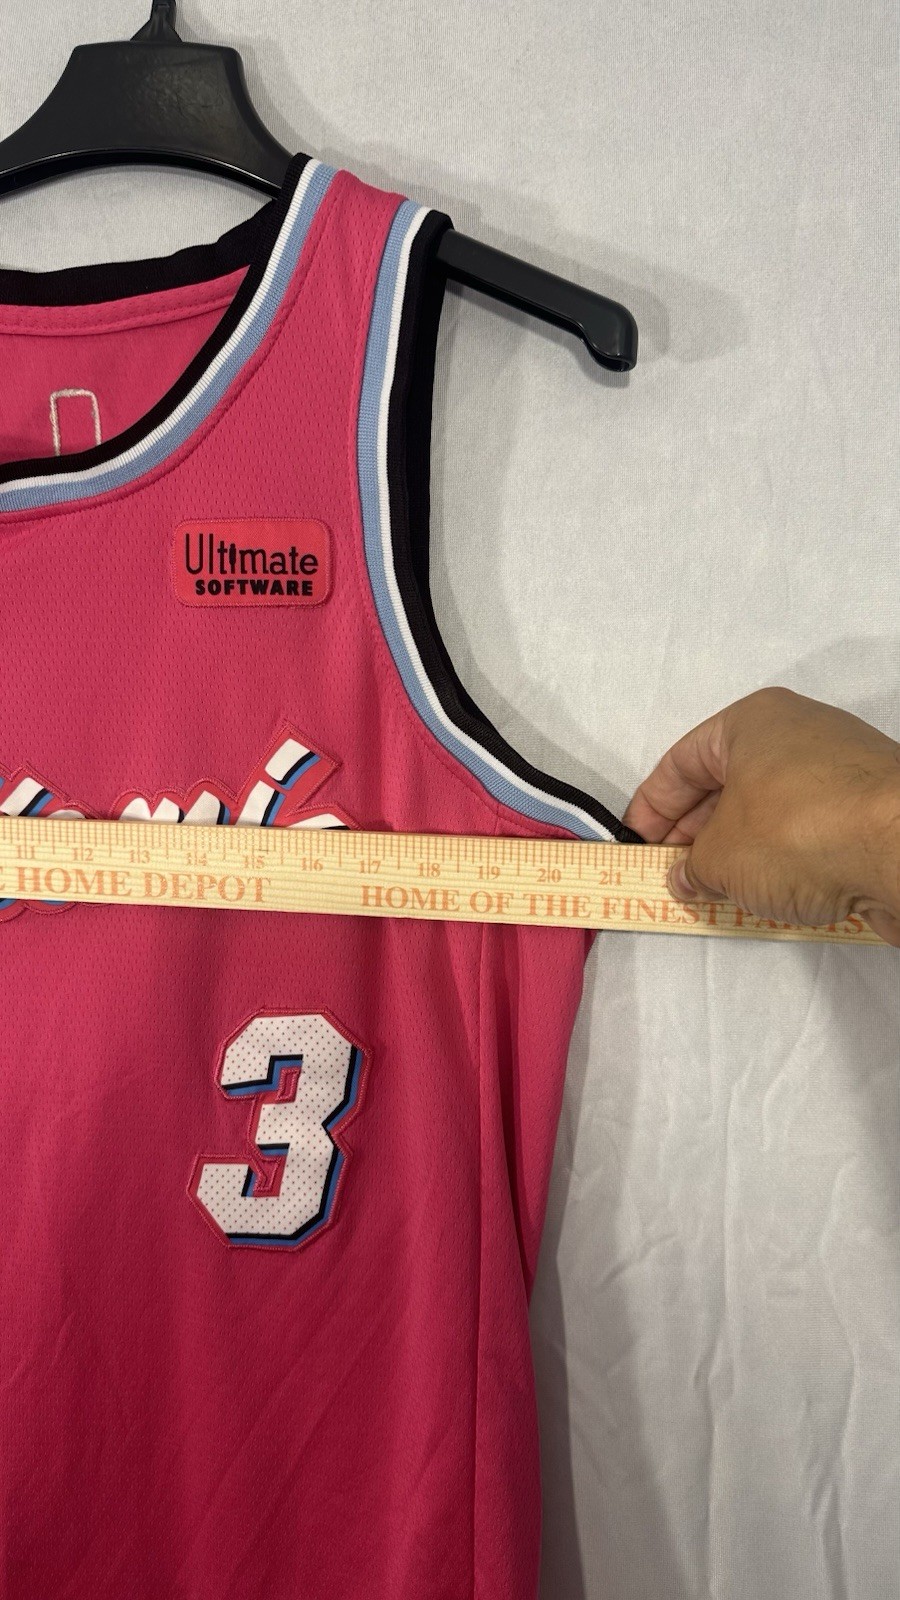 Ultimate
SOFTWARE
11 12 13 14 15 16 17 18 19 20 21
HOME DEPOT HOME OF THE FINEST PAINTS
3